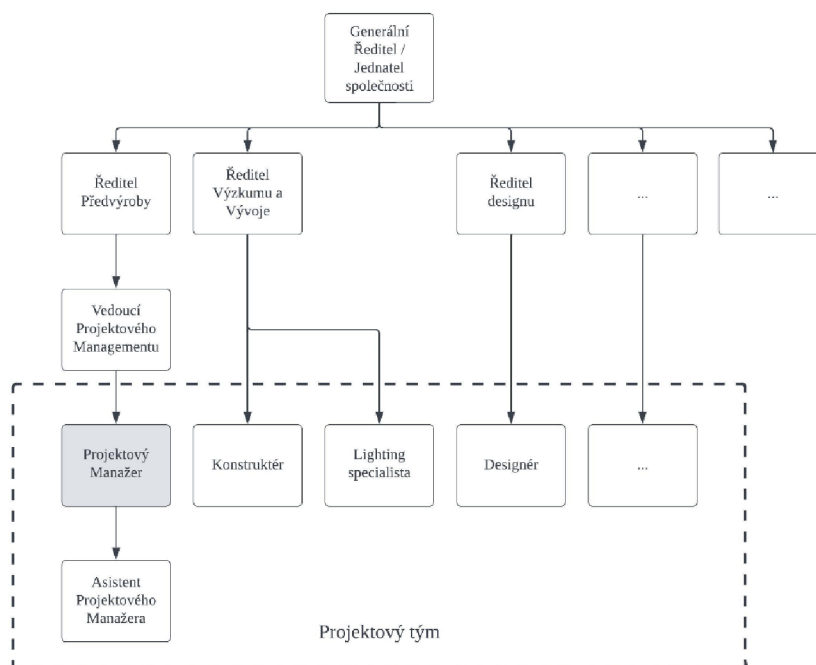 Generální
Ředitel /
Jednatel
společnosti
Ředitel
Předvýroby
Ředitel
Výzkumu a
Vývoje
Ředitel
designu
...
...
Vedoucí
Projektového
Managementu
Projektový
Manažer
Konstruktér
Lighting
specialista
Designér
...
Asistent
Projektového
Manažera
Projektový tým